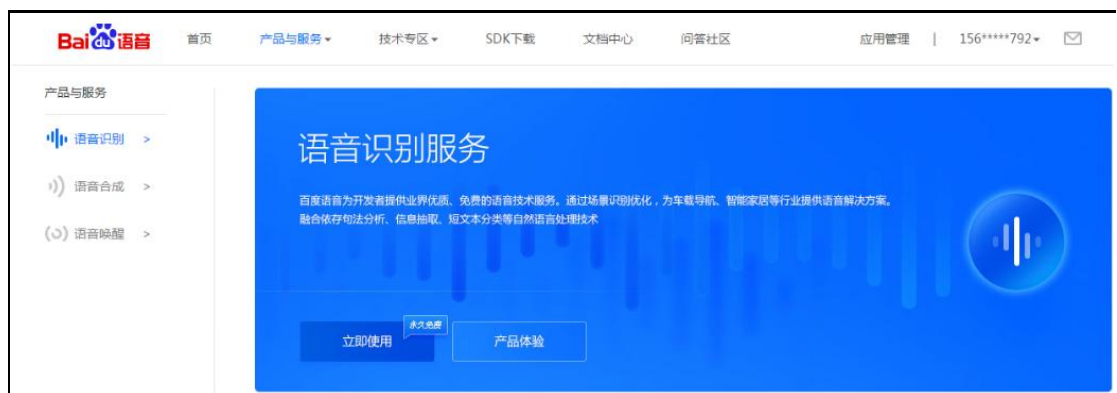 Bai du 语音 首页 产品与服务 技术专区 SDK下载 文档中心 问答社区 应用管理 | 156*****792
产品与服务
语音识别 >
语音合成 >
语音唤醒 >
语音识别服务
百度语音为开发者提供业界优质、免费的语音技术服务。通过场景识别优化,为车载导航、智能家居等行业提供语音解决方案。
融合依存句法分析、信息抽取、短文本分类等自然语言处理技术
永久免费
立即使用 产品体验